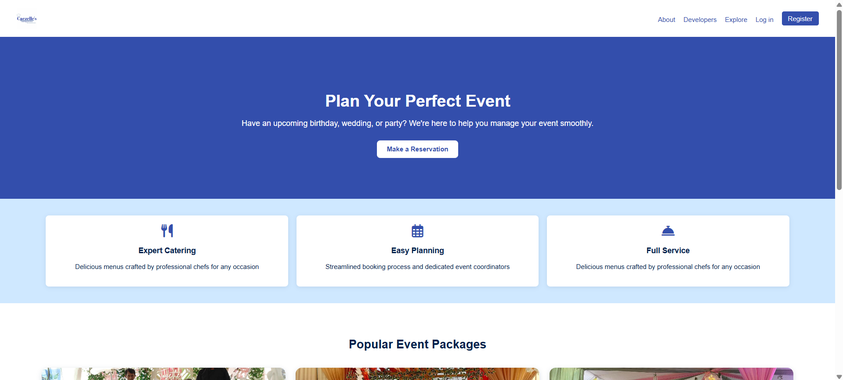 About Developers Explore Log in Register
Plan Your Perfect Event
Have an upcoming birthday, wedding, or party? We're here to help you manage your event smoothly.
Make a Reservation
Expert Catering
Delicious menus crafted by professional chefs for any occasion
Easy Planning
Streamlined booking process and dedicated event coordinators
Full Service
Delicious menus crafted by professional chefs for any occasion
Popular Event Packages